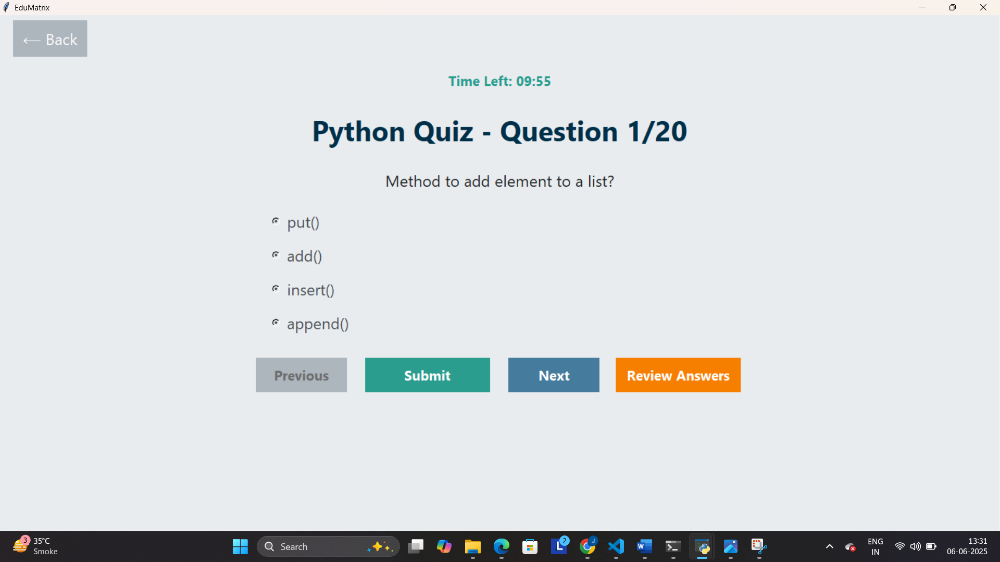 EduMatrix
← Back
Time Left: 09:55
Python Quiz - Question 1/20
Method to add element to a list?
put()
add()
insert()
append()
Previous
Submit
Next
Review Answers
3
35°C
Smoke
Search
L
2
J
W
ENG
IN
13:31
06-06-2025